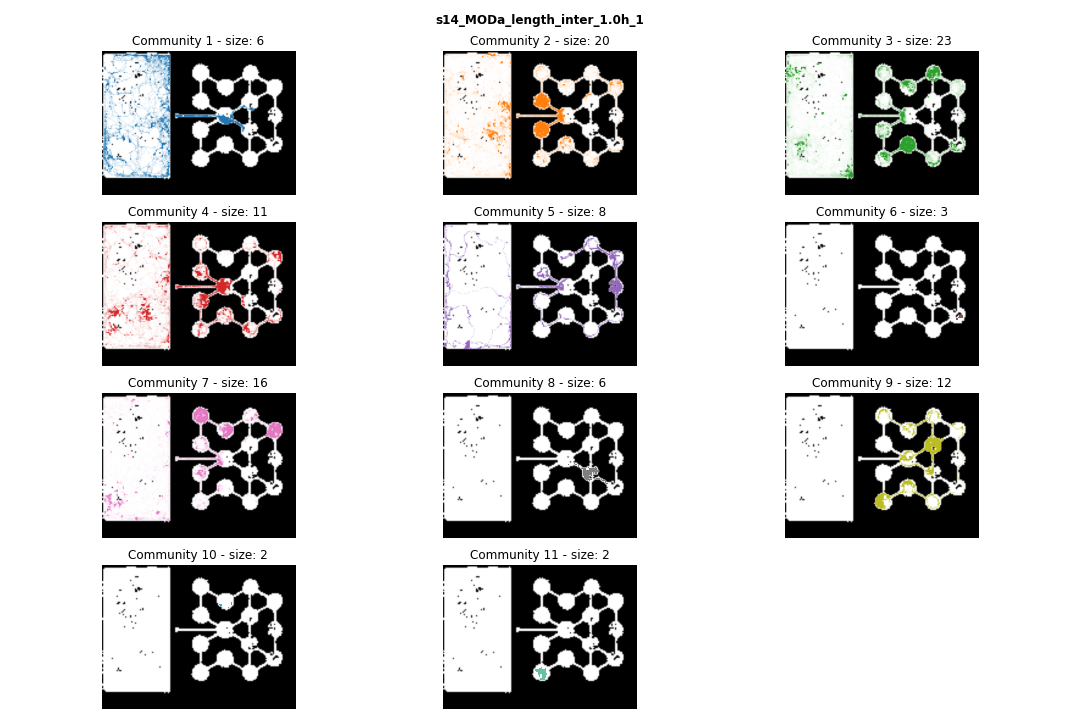 s14_MODa_length_inter_1.0h_1
Community 1 - size: 6
Community 2 - size: 20
Community 3 - size: 23
Community 4 - size: 11
Community 5 - size: 8
Community 6 - size: 3
Community 7 - size: 16
Community 8 - size: 6
Community 9 - size: 12
Community 10 - size: 2
Community 11 - size: 2